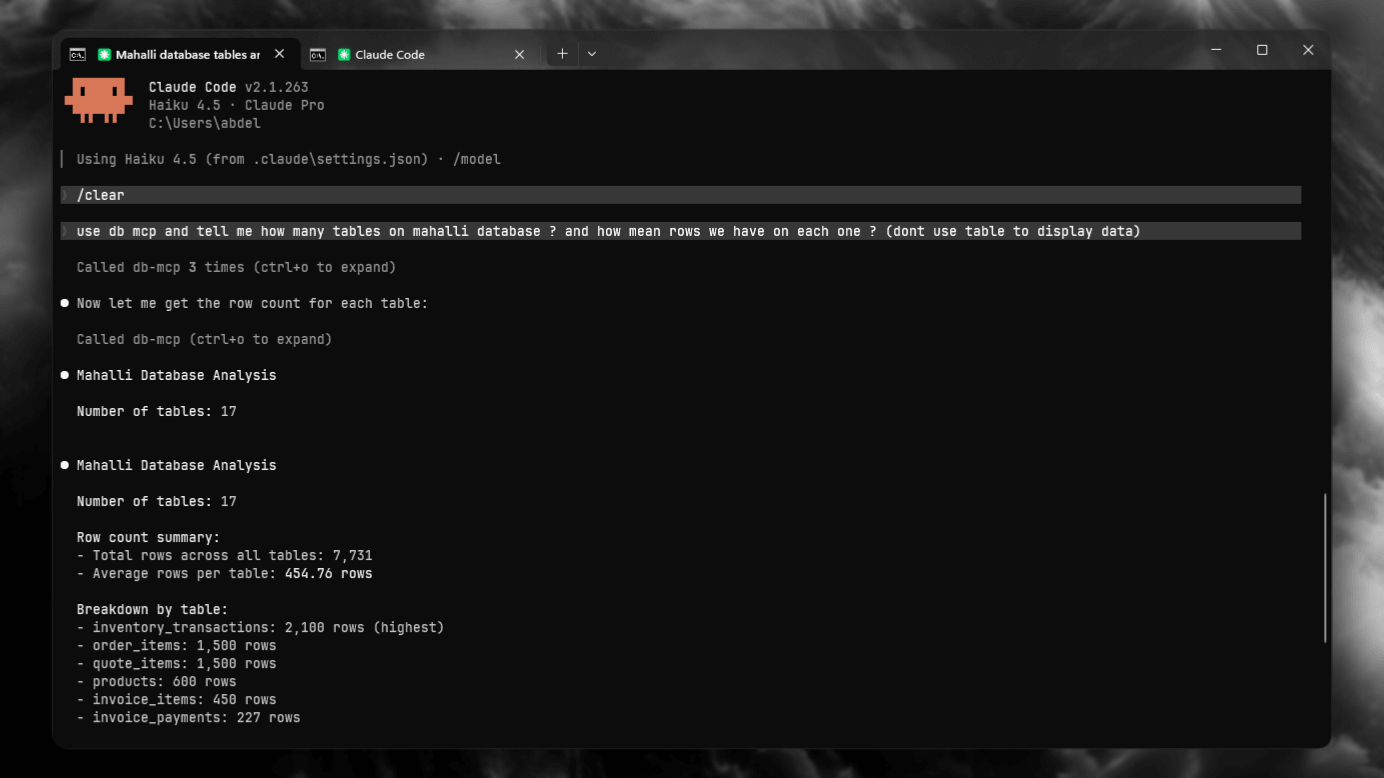 Mahalli database tables ar
Claude Code
Claude Code v2.1.263
Haiku 4.5 · Claude Pro
C:\Users\abdel
Using Haiku 4.5 (from .claude\settings.json) · /model
/clear
use db mcp and tell me how many tables on mahalli database ? and how mean rows we have on each one ? (dont use table to display data)
Called db-mcp 3 times (ctrl+o to expand)
● Now let me get the row count for each table:
Called db-mcp (ctrl+o to expand)
● Mahalli Database Analysis
Number of tables: 17
● Mahalli Database Analysis
Number of tables: 17
Row count summary:
- Total rows across all tables: 7,731
- Average rows per table: 454.76 rows
Breakdown by table:
- inventory_transactions: 2,100 rows (highest)
- order_items: 1,500 rows
- quote_items: 1,500 rows
- products: 600 rows
- invoice_items: 450 rows
- invoice_payments: 227 rows